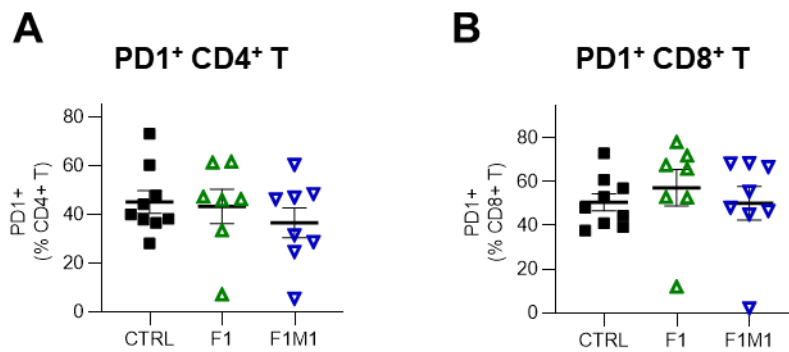 A
PD1⁺ CD4⁺ T
PD1+
(% CD4+ T)
80
60
40
20
0
CTRL F1 F1M1
B
PD1⁺ CD8⁺ T
PD1+
(% CD8+ T)
80
60
40
20
0
CTRL F1 F1M1